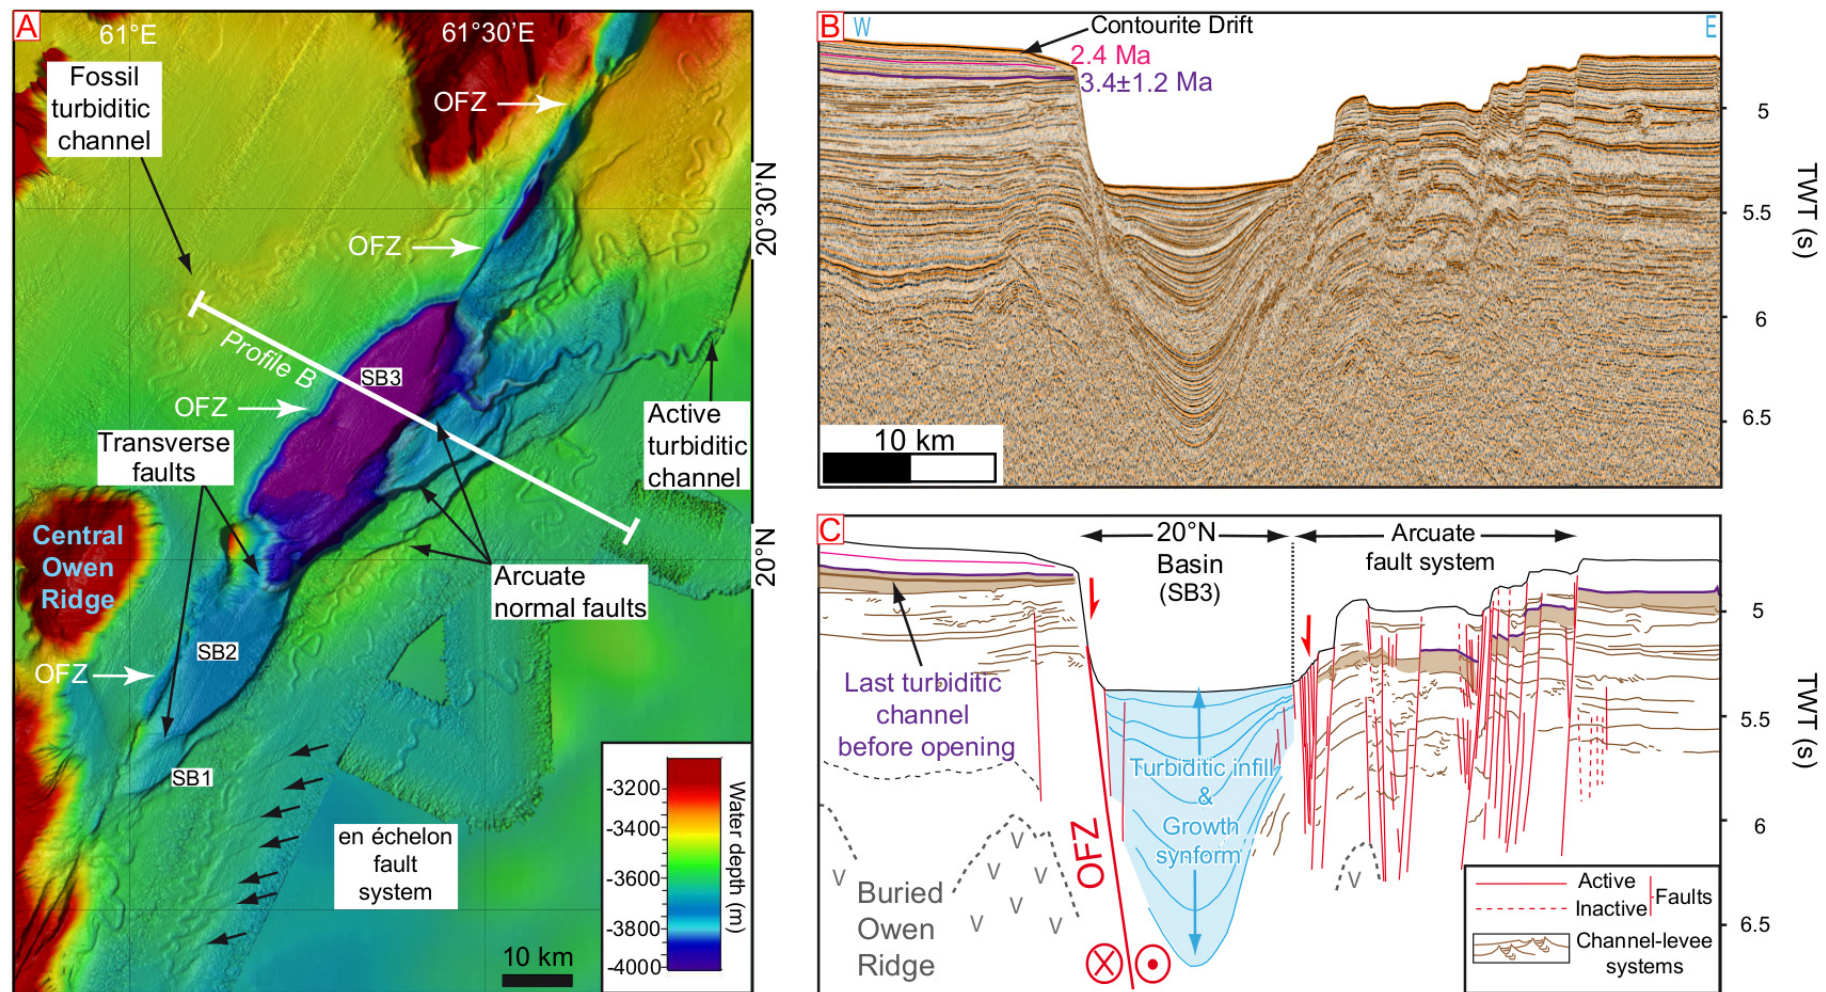 A
61°E
61°30'E
Fossil
turbiditic
channel
OFZ
20°30'N
OFZ
Profile B
SB3
OFZ
Transverse
faults
Active
turbiditic
channel
Central
Owen
Ridge
20°N
Arcuate
normal faults
SB2
OFZ
SB1
en échelon
fault
system
10 km
-3200
-3400
-3600
-3800
-4000
Water depth (m)
B
W
Contourite Drift
E
2.4 Ma
3.4±1.2 Ma
5
5.5
6
6.5
TWT (s)
10 km
C
20°N
Basin
(SB3)
Arcuate
fault system
Last turbiditic
channel
before opening
Turbiditic infill
&
Growth
synform
OFZ
Buried
Owen
Ridge
V
V
V
V
V
V
V
V
5
5.5
6
6.5
TWT (s)
Active
Inactive
Faults
Channel-levee
systems